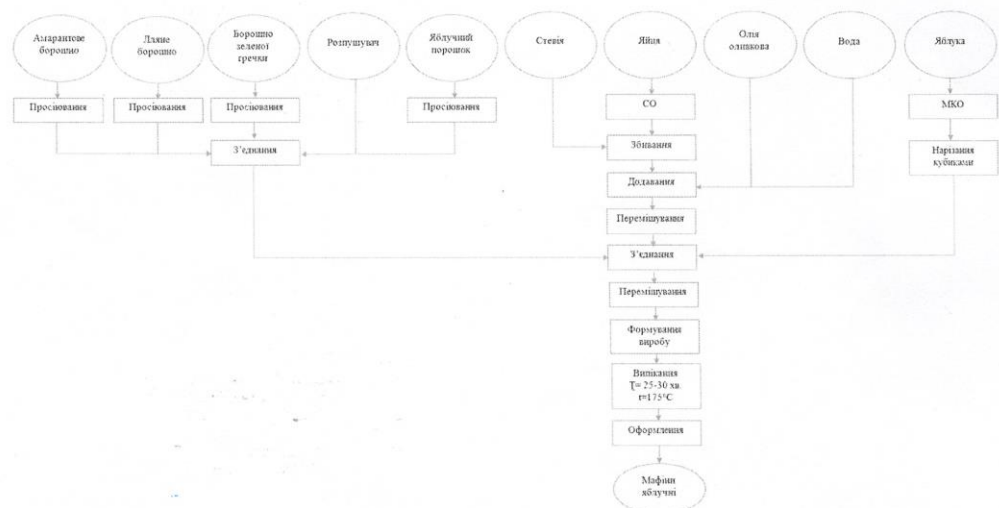 Амарантове
борошно
Лляне
борошно
Борошно
зеленої
гречки
Розпушувач
Яблучний
порошок
Стевія
Яйця
Олія
оливкова
Вода
Яблука
Просіювання
Просіювання
Просіювання
Просіювання
СО
МКО
З’єднання
Збивання
Нарізання
кубиками
Додавання
Перемішування
З’єднання
Перемішування
Формування
виробу
Випікання
Ʈ= 25-30 хв.
t=175°C
Оформлення
Мафіни
яблучні